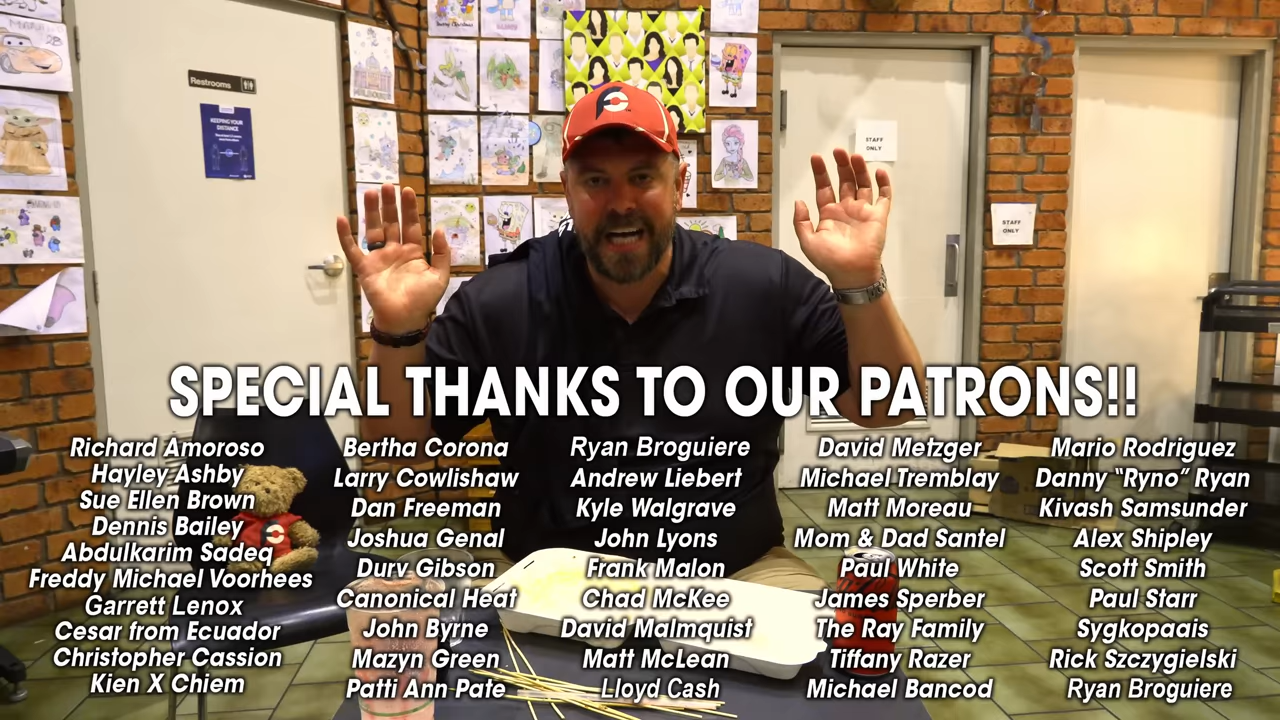 Restrooms
KEEPING YOUR
DISTANCE
STAFF
ONLY
STAFF
ONLY
SPECIAL THANKS TO OUR PATRONS!!
Richard Amoroso
Hayley Ashby
Sue Ellen Brown
Dennis Bailey
Abdulkarim Sadeq
Freddy Michael Voorhees
Garrett Lenox
Cesar from Ecuador
Christopher Cassion
Kien X Chiem
Bertha Corona
Larry Cowlishaw
Dan Freeman
Joshua Genal
Durv Gibson
Canonical Heat
John Byrne
Mazyn Green
Patti Ann Pate
Ryan Broguiere
Andrew Liebert
Kyle Walgrave
John Lyons
Frank Malon
Chad McKee
David Malmquist
Matt McLean
Lloyd Cash
David Metzger
Michael Tremblay
Matt Moreau
Mom & Dad Santel
Paul White
James Sperber
The Ray Family
Tiffany Razer
Michael Bancod
Mario Rodriguez
Danny “Ryno” Ryan
Kivash Samsunder
Alex Shipley
Scott Smith
Paul Starr
Sygkopaais
Rick Szczygielski
Ryan Broguiere